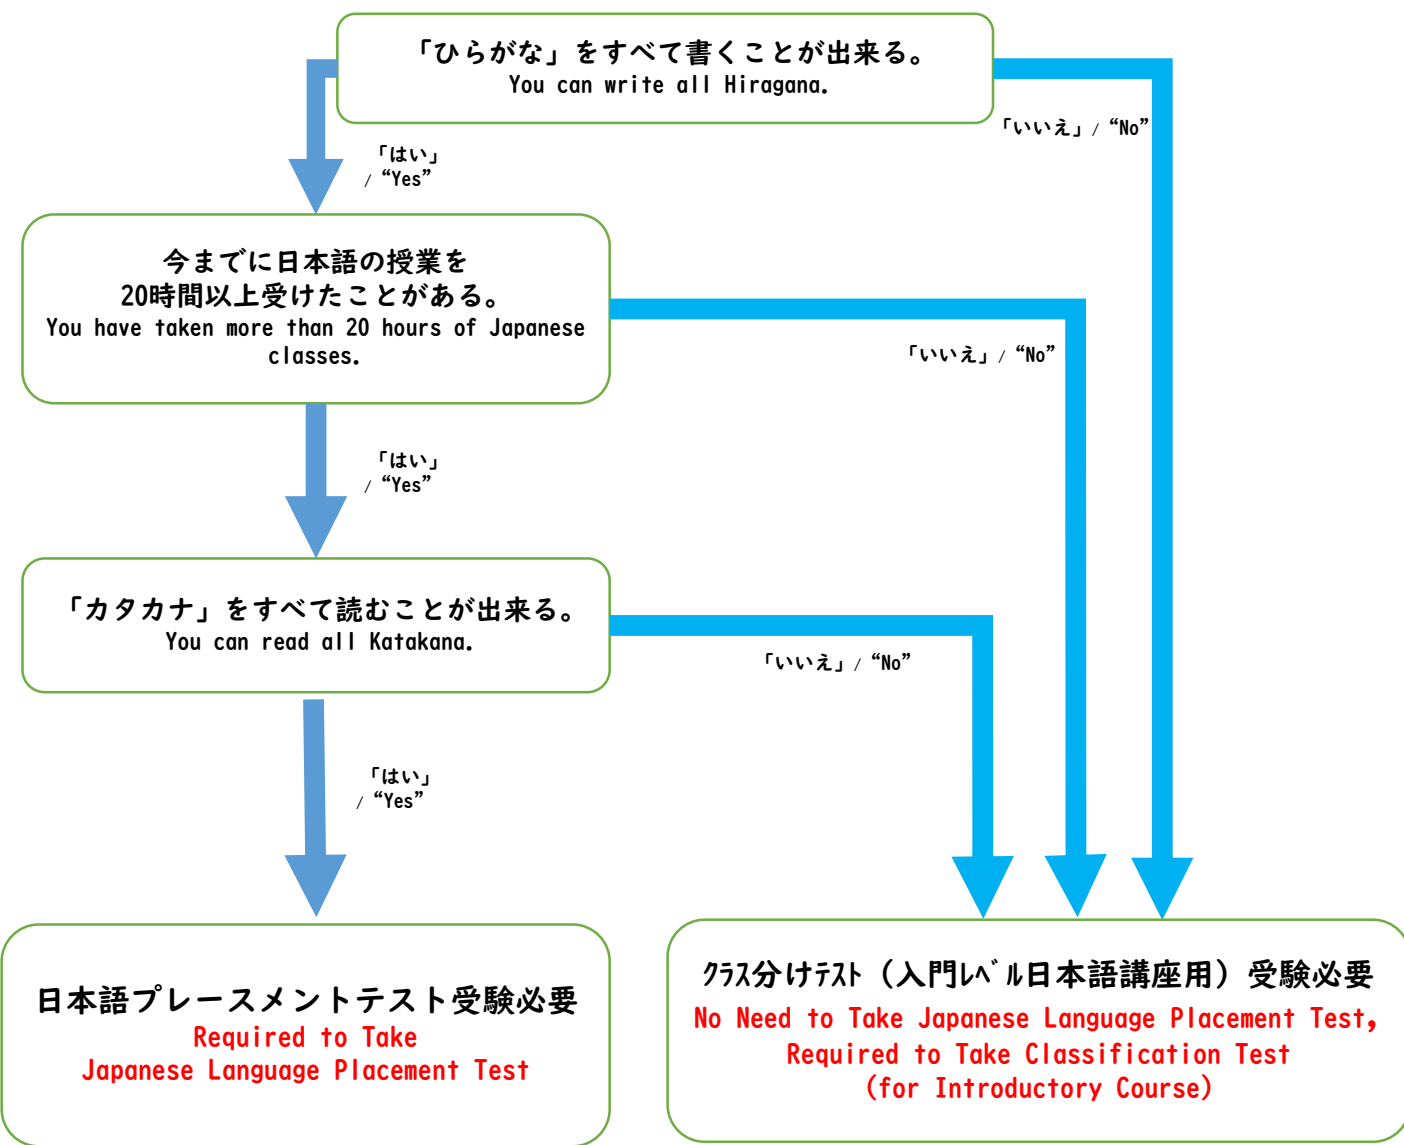 「ひらがな」をすべて書くことが出来る。
You can write all Hiragana.
「いいえ」/ “No”
「はい」
/ “Yes”
今までに日本語の授業を
20時間以上受けたことがある。
You have taken more than 20 hours of Japanese
classes.
「いいえ」/ “No”
「はい」
/ “Yes”
「カタカナ」をすべて読むことが出来る。
You can read all Katakana.
「いいえ」/ “No”
「はい」
/ “Yes”
日本語プレースメントテスト受験必要
Required to Take
Japanese Language Placement Test
ｸﾗｽ分けﾃｽﾄ（入門ﾚﾍﾞﾙ日本語講座用）受験必要
No Need to Take Japanese Language Placement Test,
Required to Take Classification Test
(for Introductory Course)